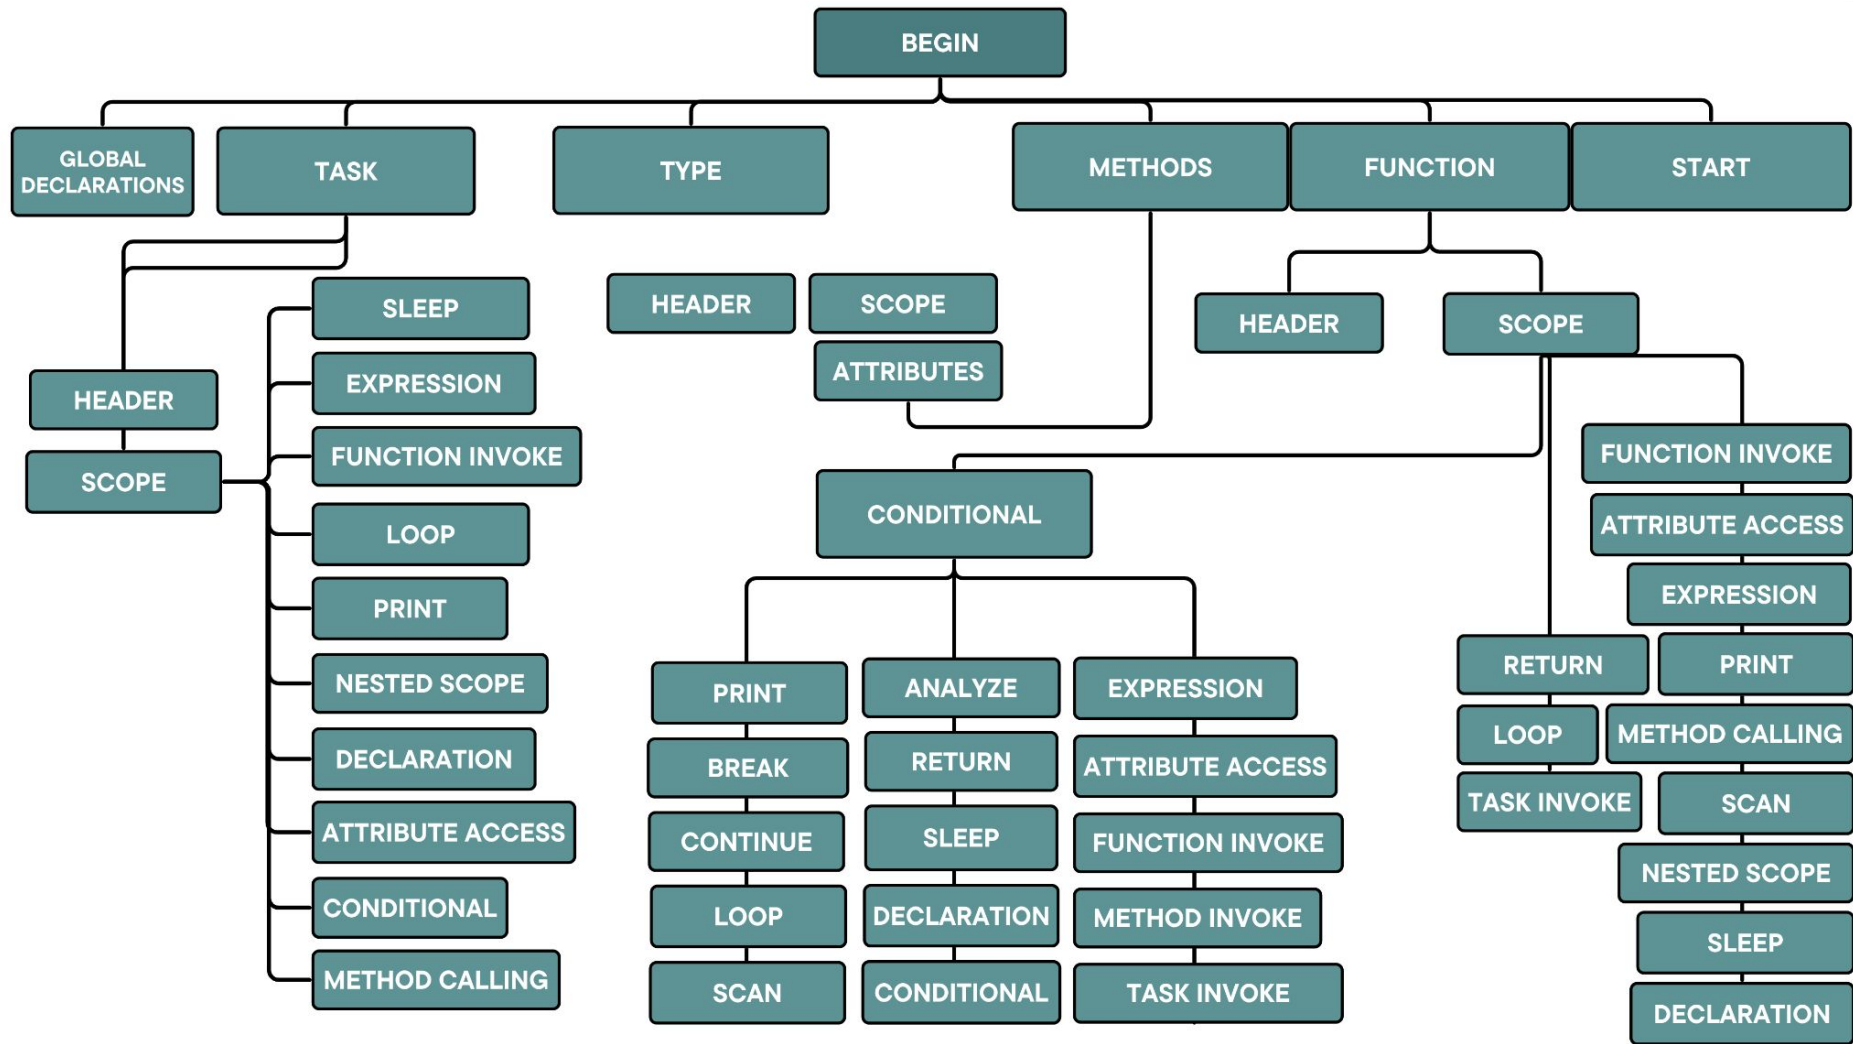 BEGIN
GLOBAL
DECLARATIONS
TASK
TYPE
METHODS
FUNCTION
START
HEADER
SCOPE
SLEEP
EXPRESSION
FUNCTION INVOKE
LOOP
PRINT
NESTED SCOPE
DECLARATION
ATTRIBUTE ACCESS
CONDITIONAL
METHOD CALLING
HEADER
SCOPE
ATTRIBUTES
HEADER
SCOPE
CONDITIONAL
PRINT
BREAK
CONTINUE
LOOP
SCAN
ANALYZE
RETURN
SLEEP
DECLARATION
CONDITIONAL
EXPRESSION
ATTRIBUTE ACCESS
FUNCTION INVOKE
METHOD INVOKE
TASK INVOKE
RETURN
LOOP
TASK INVOKE
FUNCTION INVOKE
ATTRIBUTE ACCESS
EXPRESSION
PRINT
METHOD CALLING
SCAN
NESTED SCOPE
SLEEP
DECLARATION